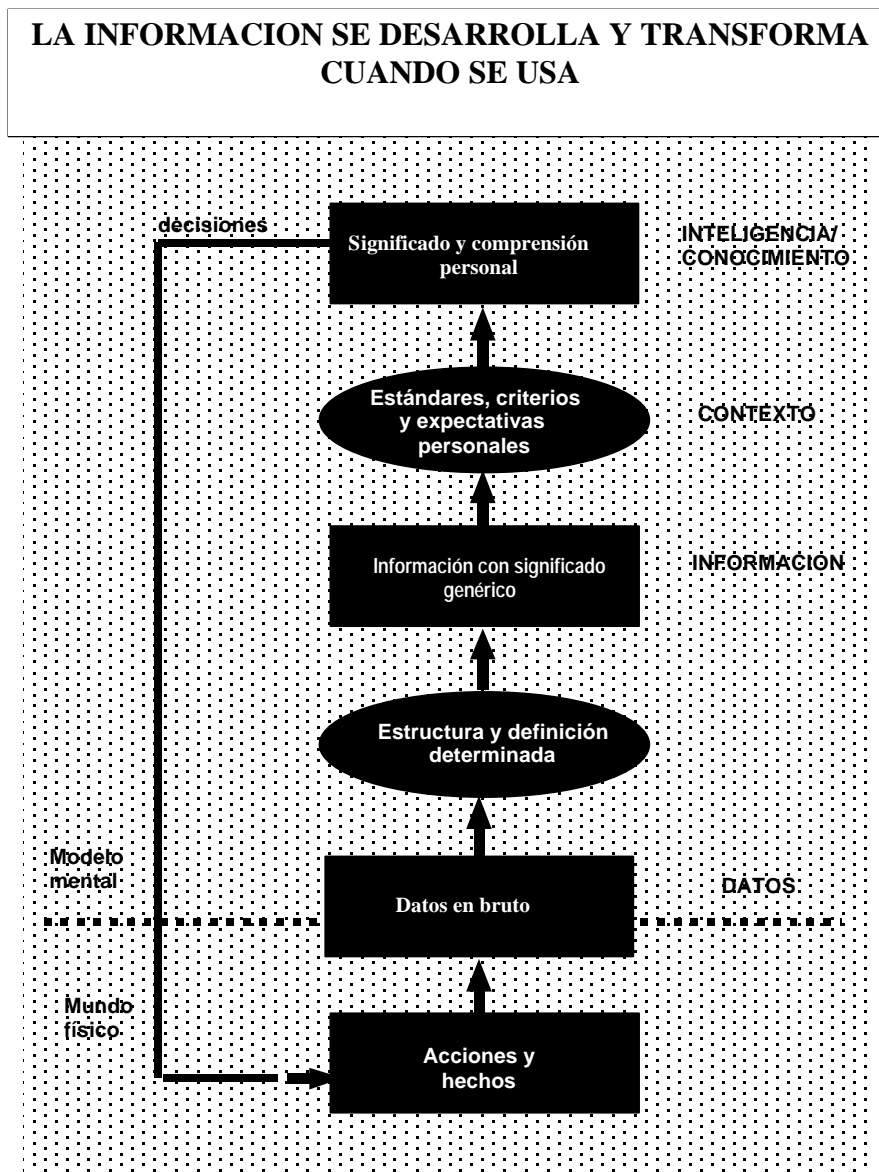 LA INFORMACION SE DESARROLLA Y TRANSFORMA
CUANDO SE USA
decisiones
Significado y comprensión
personal
INTELIGENCIA/
CONOCIMIENTO
Estándares, criterios
y expectativas
personales
CONTEXTO
Información con significado
genérico
INFORMACION
Estructura y definición
determinada
Modelo
mental
Datos en bruto
DATOS
Mundo
físico
Acciones y
hechos